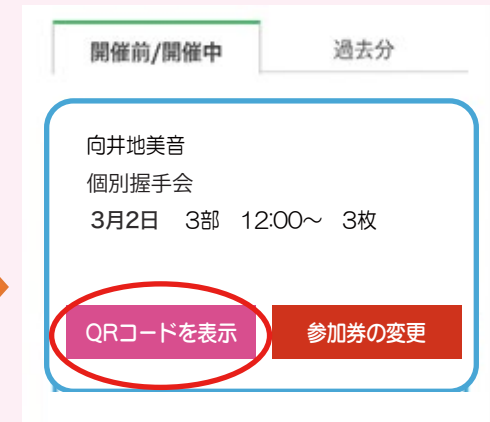 開催前/開催中 過去分
向井地美音
個別握手会
3月2日 3部 12:00〜 3枚
QRコードを表示 参加券の変更